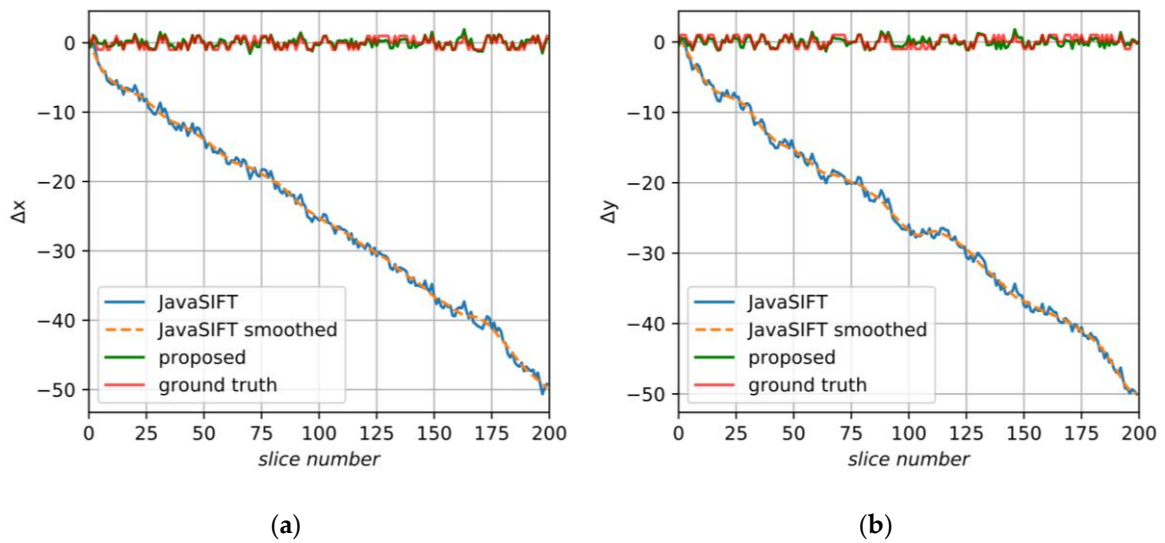 0
−10
−20
−30
−40
−50
Δx
JavaSIFT
JavaSIFT smoothed
proposed
ground truth
0 25 50 75 100 125 150 175 200
slice number
(a)
0
−10
−20
−30
−40
−50
Δy
JavaSIFT
JavaSIFT smoothed
proposed
ground truth
0 25 50 75 100 125 150 175 200
slice number
(b)